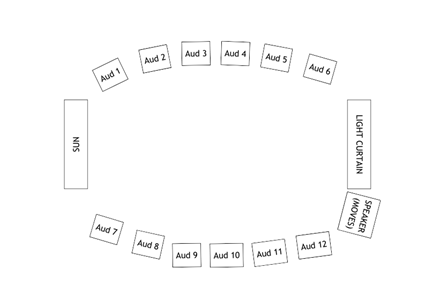 Aud 1
Aud 2
Aud 3
Aud 4
Aud 5
Aud 6
SUN
LIGHT CURTAIN
SPEAKER
(MOVES)
Aud 7
Aud 8
Aud 9
Aud 10
Aud 11
Aud 12